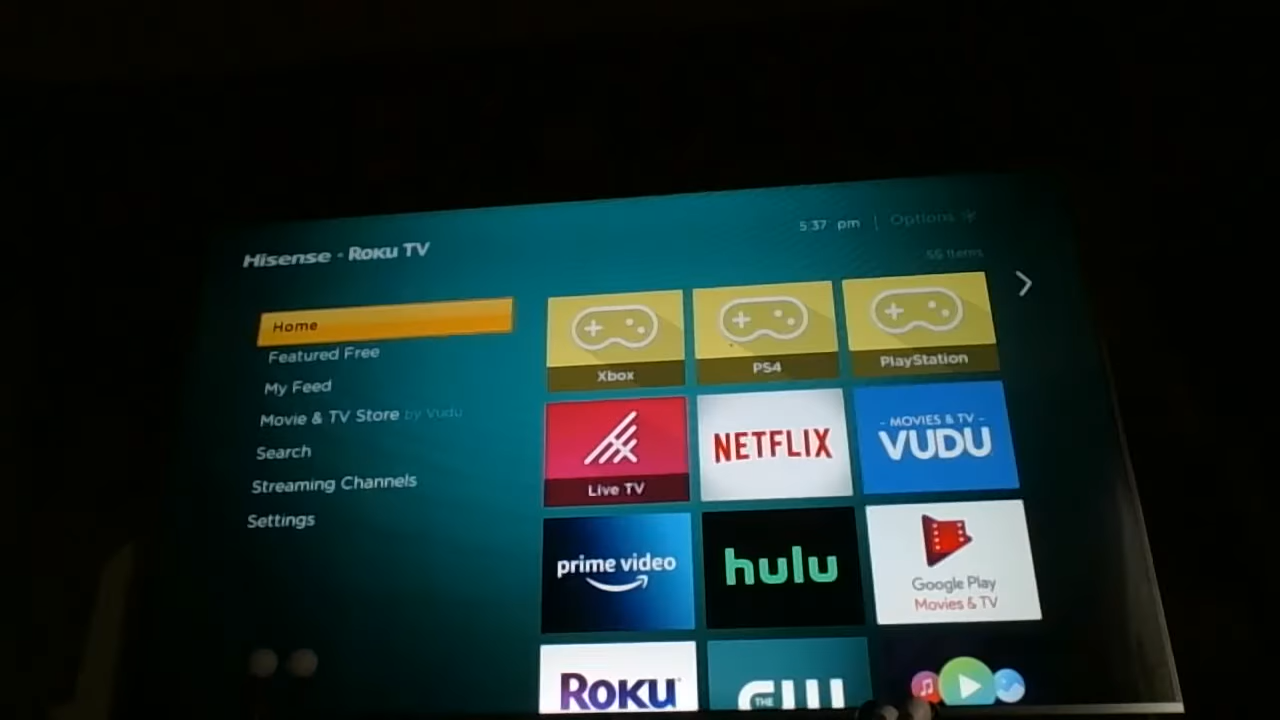 5:37 pm | Options
Hisense • Roku TV
55 Items
Home
Featured Free
My Feed
Movie & TV Store by Vudu
Search
Streaming Channels
Settings
Xbox
PS4
PlayStation
Live TV
NETFLIX
- MOVIES & TV -
VUDU
prime video
hulu
Google Play
Movies & TV
Roku
THE CW